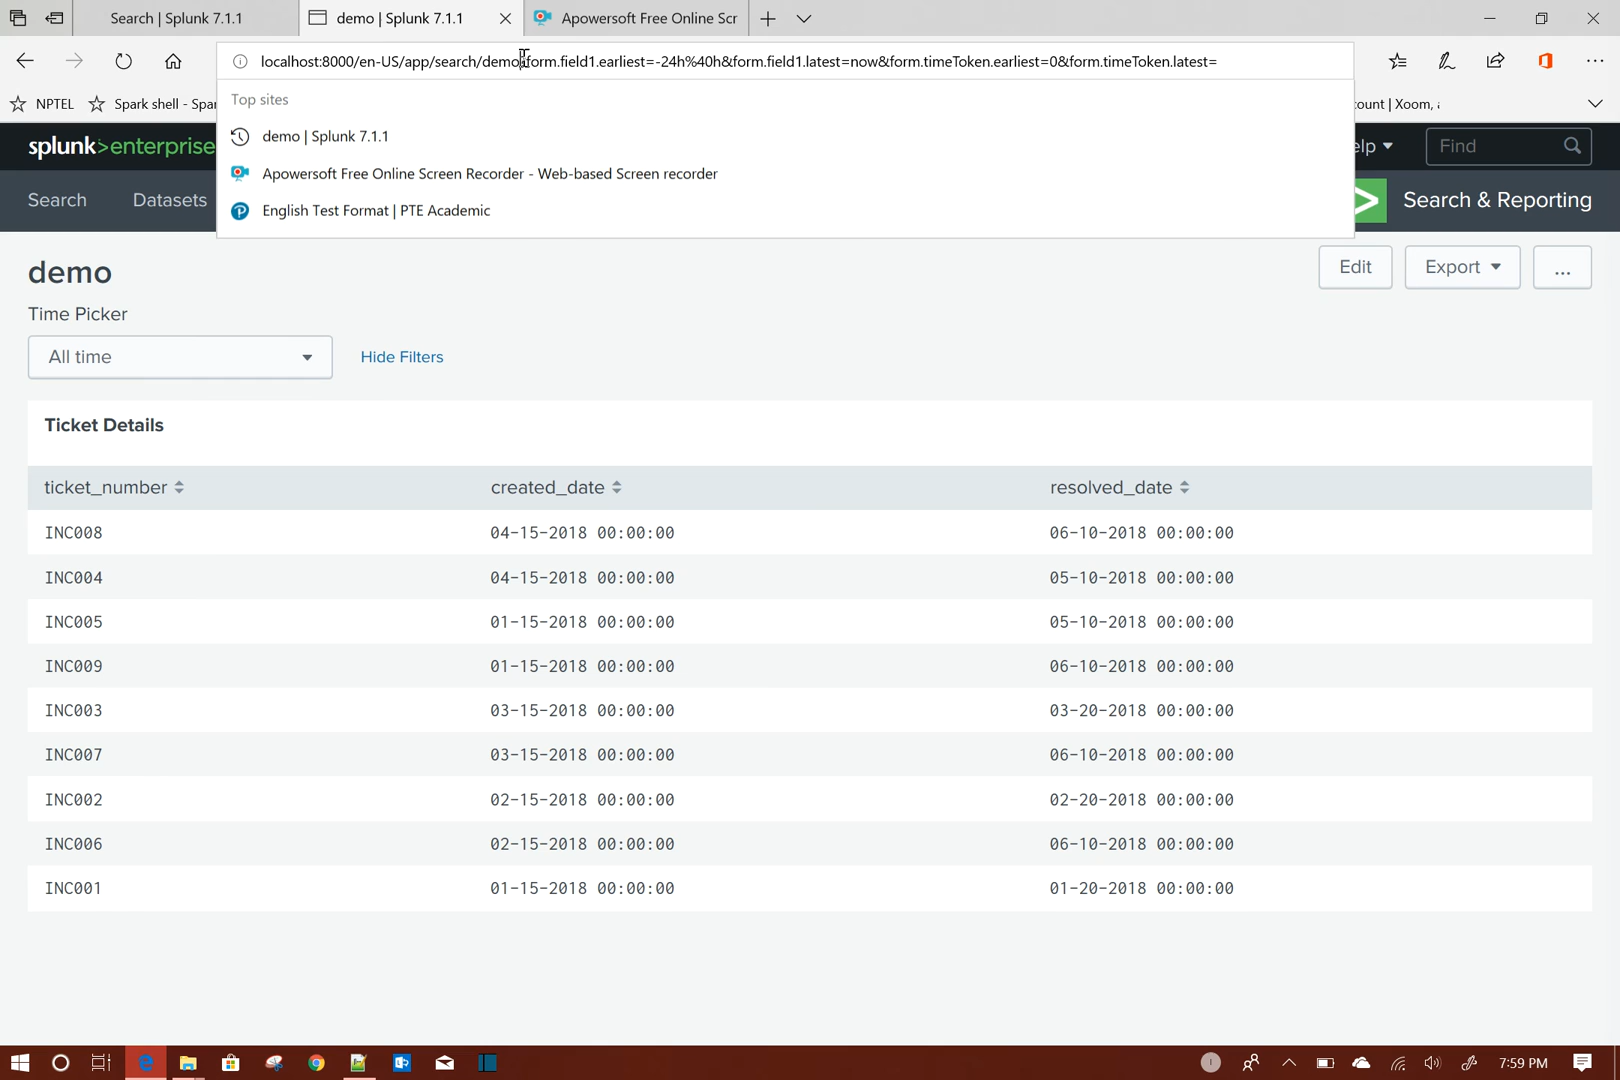 Search | Splunk 7.1.1
demo | Splunk 7.1.1
Apowersoft Free Online Scr
localhost:8000/en-US/app/search/demo?form.field1.earliest=-24h%40h&form.field1.latest=now&form.timeToken.earliest=0&form.timeToken.latest=
NPTEL
Spark shell - Spar
ount | Xoom, a
Top sites
demo | Splunk 7.1.1
Apowersoft Free Online Screen Recorder - Web-based Screen recorder
English Test Format | PTE Academic
splunk>enterprise
elp
Find
Search
Datasets
Search & Reporting
demo
Edit
Export
...
Time Picker
All time
Hide Filters
Ticket Details
ticket_number created_date resolved_date
INC008 04-15-2018 00:00:00 06-10-2018 00:00:00
INC004 04-15-2018 00:00:00 05-10-2018 00:00:00
INC005 01-15-2018 00:00:00 05-10-2018 00:00:00
INC009 01-15-2018 00:00:00 06-10-2018 00:00:00
INC003 03-15-2018 00:00:00 03-20-2018 00:00:00
INC007 03-15-2018 00:00:00 06-10-2018 00:00:00
INC002 02-15-2018 00:00:00 02-20-2018 00:00:00
INC006 02-15-2018 00:00:00 06-10-2018 00:00:00
INC001 01-15-2018 00:00:00 01-20-2018 00:00:00
7:59 PM